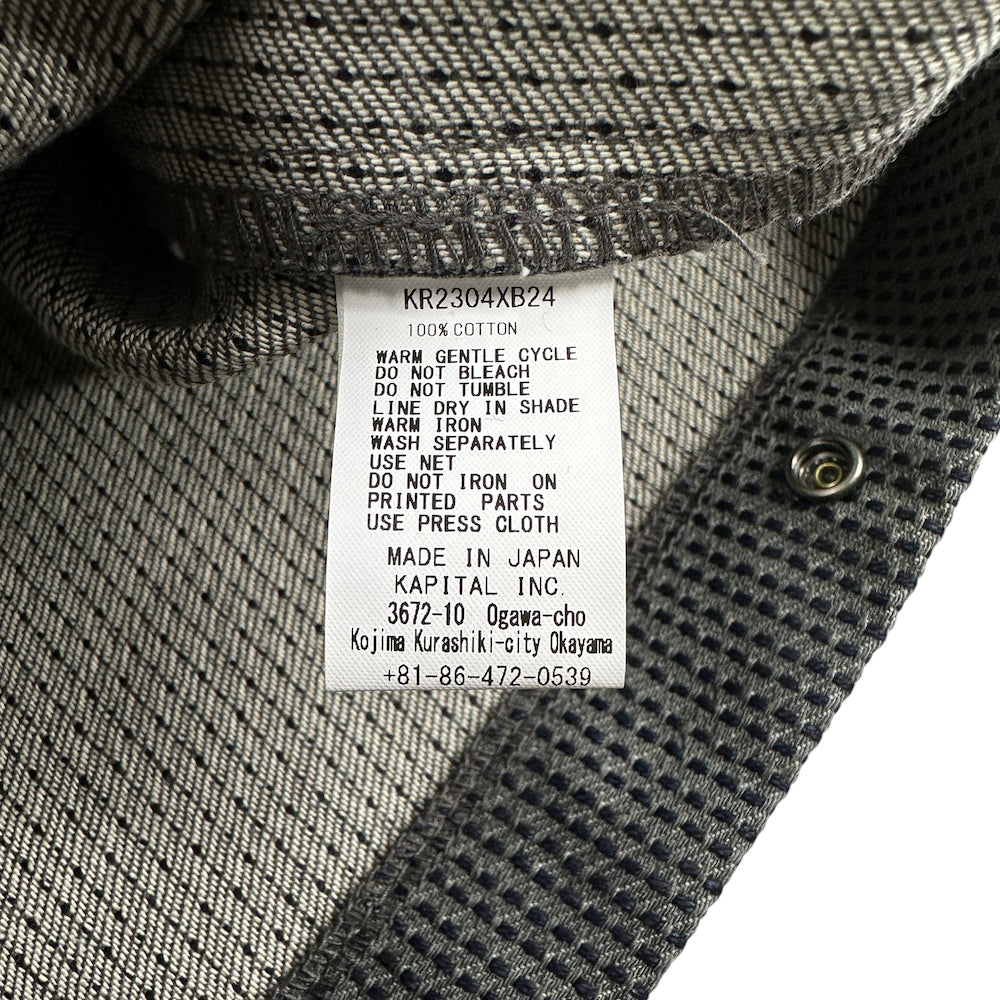 KR2304XB24
100% COTTON
WARM GENTLE CYCLE
DO NOT BLEACH
DO NOT TUMBLE
LINE DRY IN SHADE
WARM IRON
WASH SEPARATELY
USE NET
DO NOT IRON ON
PRINTED PARTS
USE PRESS CLOTH
MADE IN JAPAN
KAPITAL INC.
3672-10 Ogawa-cho
Kojima Kurashiki-city Okayama
+81-86-472-0539